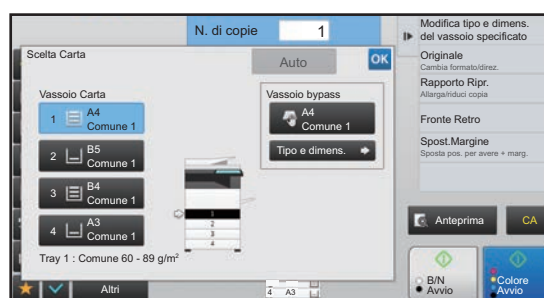 N. di copie 1
Scelta Carta
Auto
OK
Vassoio Carta
1 A4
Comune 1
2 B5
Comune 1
3 B4
Comune 1
4 A3
Comune 1
Tray 1 : Comune 60 - 89 g/m²
Vassoio bypass
A4
Comune 1
Tipo e dimens.
1
2
3
4
Altri
4 A3
Modifica tipo e dimens.
del vassoio specificato
Originale
Cambia formato/direz.
Rapporto Ripr.
Allarga/riduci copia
Fronte Retro
Spost.Margine
Sposta pos. per avere + marg.
Anteprima
CA
B/N
Avvio
Colore
Avvio